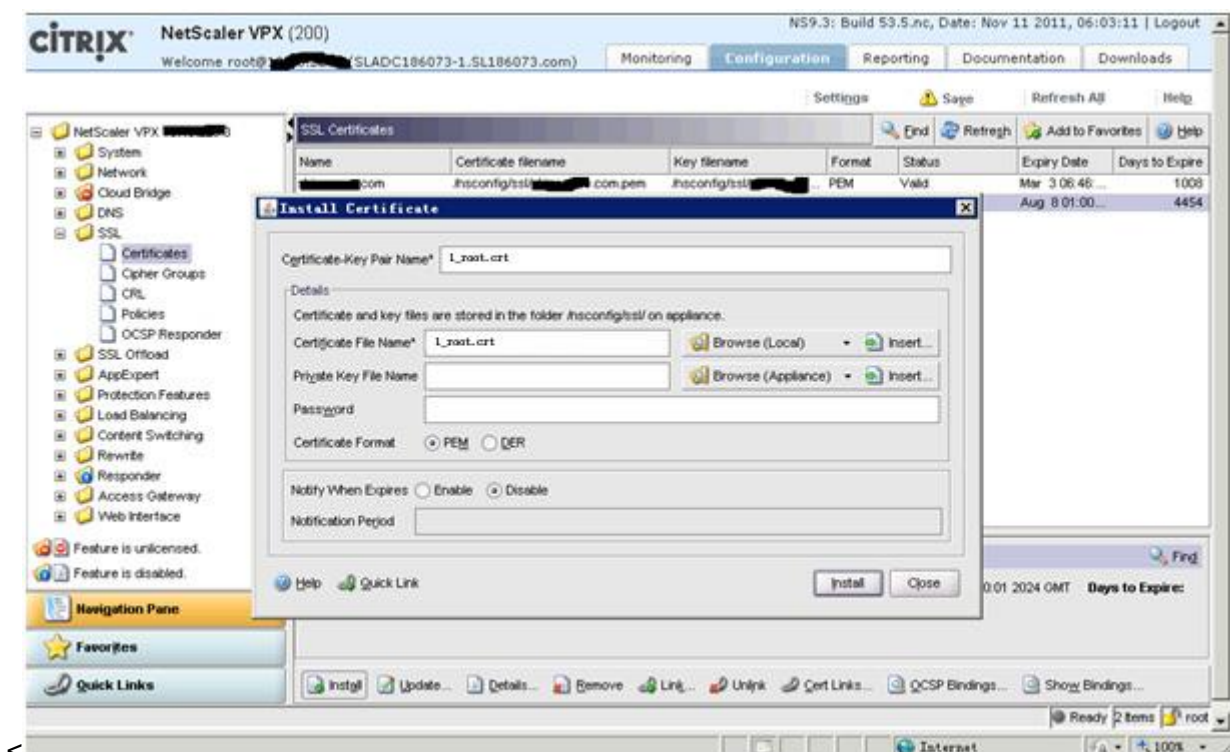 NS9.3: Build 53.5.nc, Date: Nov 11 2011, 06:03:11 | Logout
CİTRIX NetScaler VPX (200)
Welcome root@ (SLADC186073-1.SL186073.com) Monitoring Configuration Reporting Documentation Downloads
Settings Save Refresh All Help
NetScaler VPX
SSL Certificates Find Refresh Add to Favorites Help
System
Name Certificate filename Key filename Format Status Expiry Date Days to Expire
Network
com /nsconfig/ssl/ com.pem /nsconfig/ssl/ ... PEM Valid Mar 3 06:46:... 1008
Cloud Bridge
Aug 8 01:00... 4454
DNS
SSL
Certificates
Cipher Groups
CRL
Policies
OCSP Responder
SSL Offload
AppExpert
Protection Features
Load Balancing
Content Switching
Rewrite
Responder
Access Gateway
Web Interface
Feature is unlicensed.
Feature is disabled.
Navigation Pane
Favorites
Quick Links
Install Certificate
Certificate-Key Pair Name* 1_root.crt
Details
Certificate and key files are stored in the folder /nsconfig/ssl/ on appliance.
Certificate File Name* 1_root.crt Browse (Local) Insert...
Private Key File Name Browse (Appliance) Insert...
Password
Certificate Format PEM DER
Notify When Expires Enable Disable
Notification Period
Help Quick Link Install Close
Find
0:01 2024 GMT Days to Expire:
Install Update... Details... Remove Link... Unlink Cert Links... OCSP Bindings... Show Bindings...
Ready 2 Items root
< Internet 100%